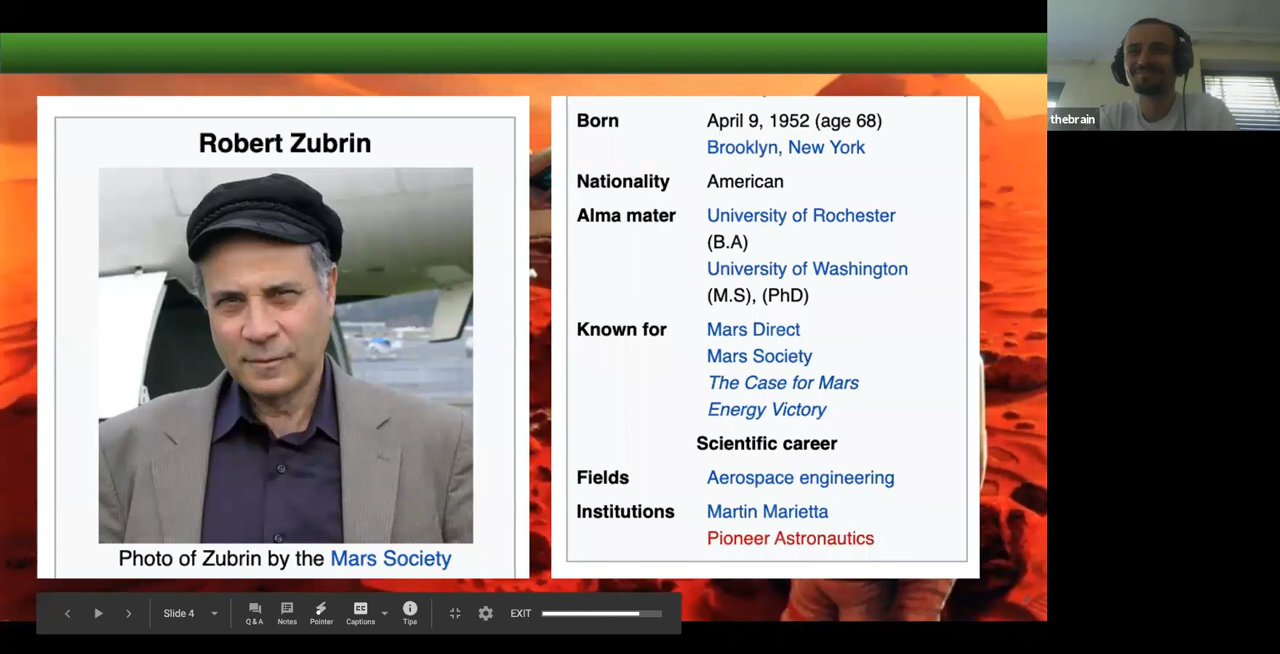 Robert Zubrin
Photo of Zubrin by the Mars Society
Born April 9, 1952 (age 68)
Brooklyn, New York
Nationality American
Alma mater University of Rochester
(B.A)
University of Washington
(M.S), (PhD)
Known for Mars Direct
Mars Society
The Case for Mars
Energy Victory
Scientific career
Fields Aerospace engineering
Institutions Martin Marietta
Pioneer Astronautics
thebrain
Slide 4
Q & A
Notes
Pointer
Captions
Tips
EXIT